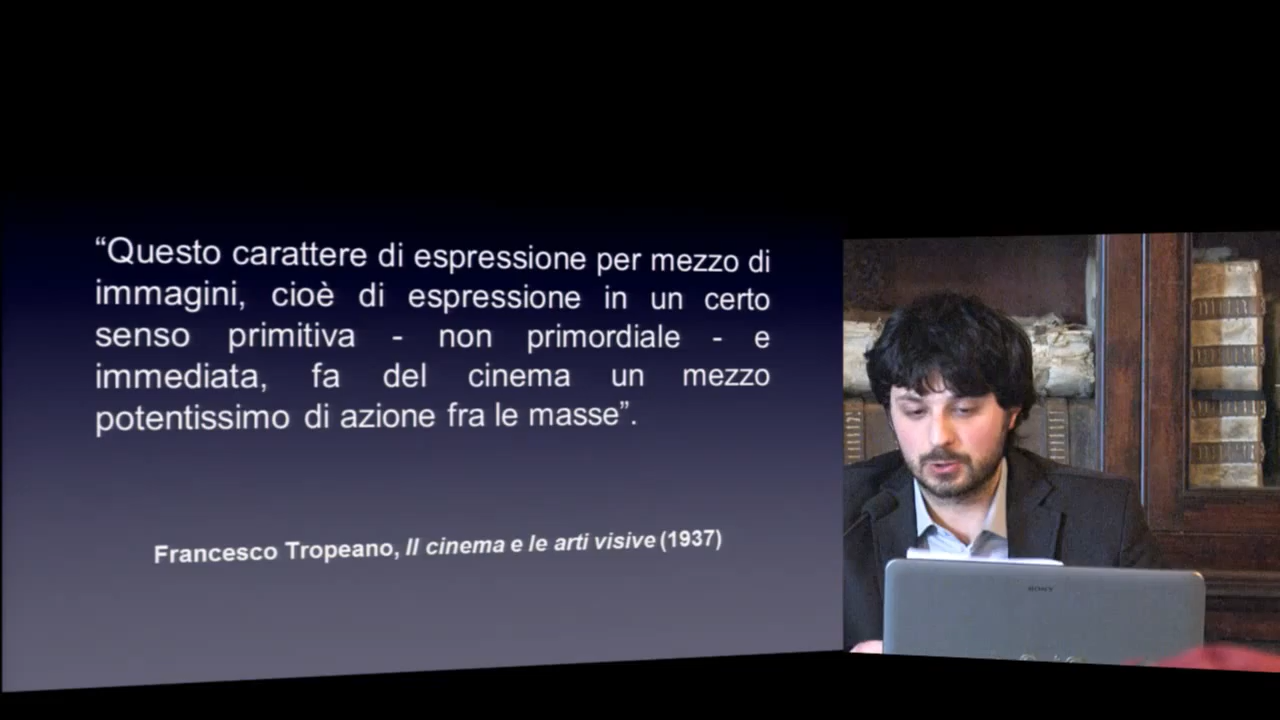 “Questo carattere di espressione per mezzo di
immagini, cioè di espressione in un certo
senso primitiva - non primordiale - e
immediata, fa del cinema un mezzo
potentissimo di azione fra le masse”.
Francesco Tropeano, Il cinema e le arti visive (1937)
SONY